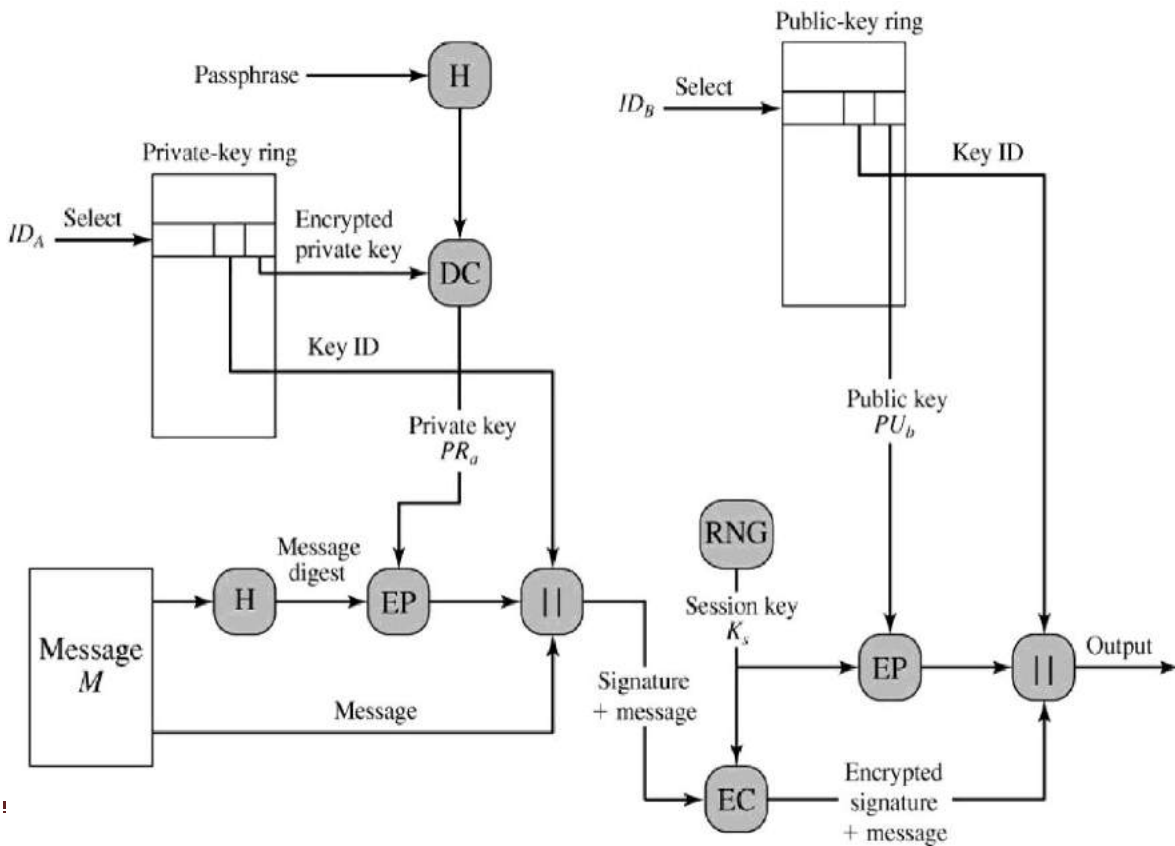 Public-key ring
Passphrase
H
Select
ID_B
Private-key ring
Key ID
Select
Encrypted
private key
ID_A
DC
Key ID
Public key
PU_b
Private key
PR_a
RNG
Message
digest
H
EP
||
Session key
K_s
Message
M
Signature
+ message
EP
||
Output
Message
EC
Encrypted
signature
+ message
!